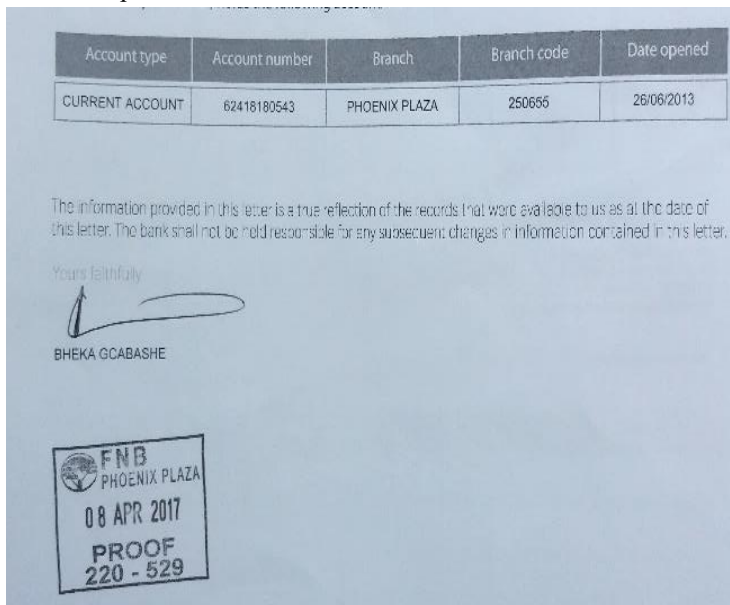 Account type Account number Branch Branch code Date opened
CURRENT ACCOUNT 62418180543 PHOENIX PLAZA 250655 26/06/2013
The information provided in this letter is a true reflection of the records that were available to us as at the date of
this letter. The bank shall not be held responsible for any subsequent changes in information contained in this letter.
Yours faithfully
BHEKA GCABASHE
FNB
PHOENIX PLAZA
08 APR 2017
PROOF
220 - 529